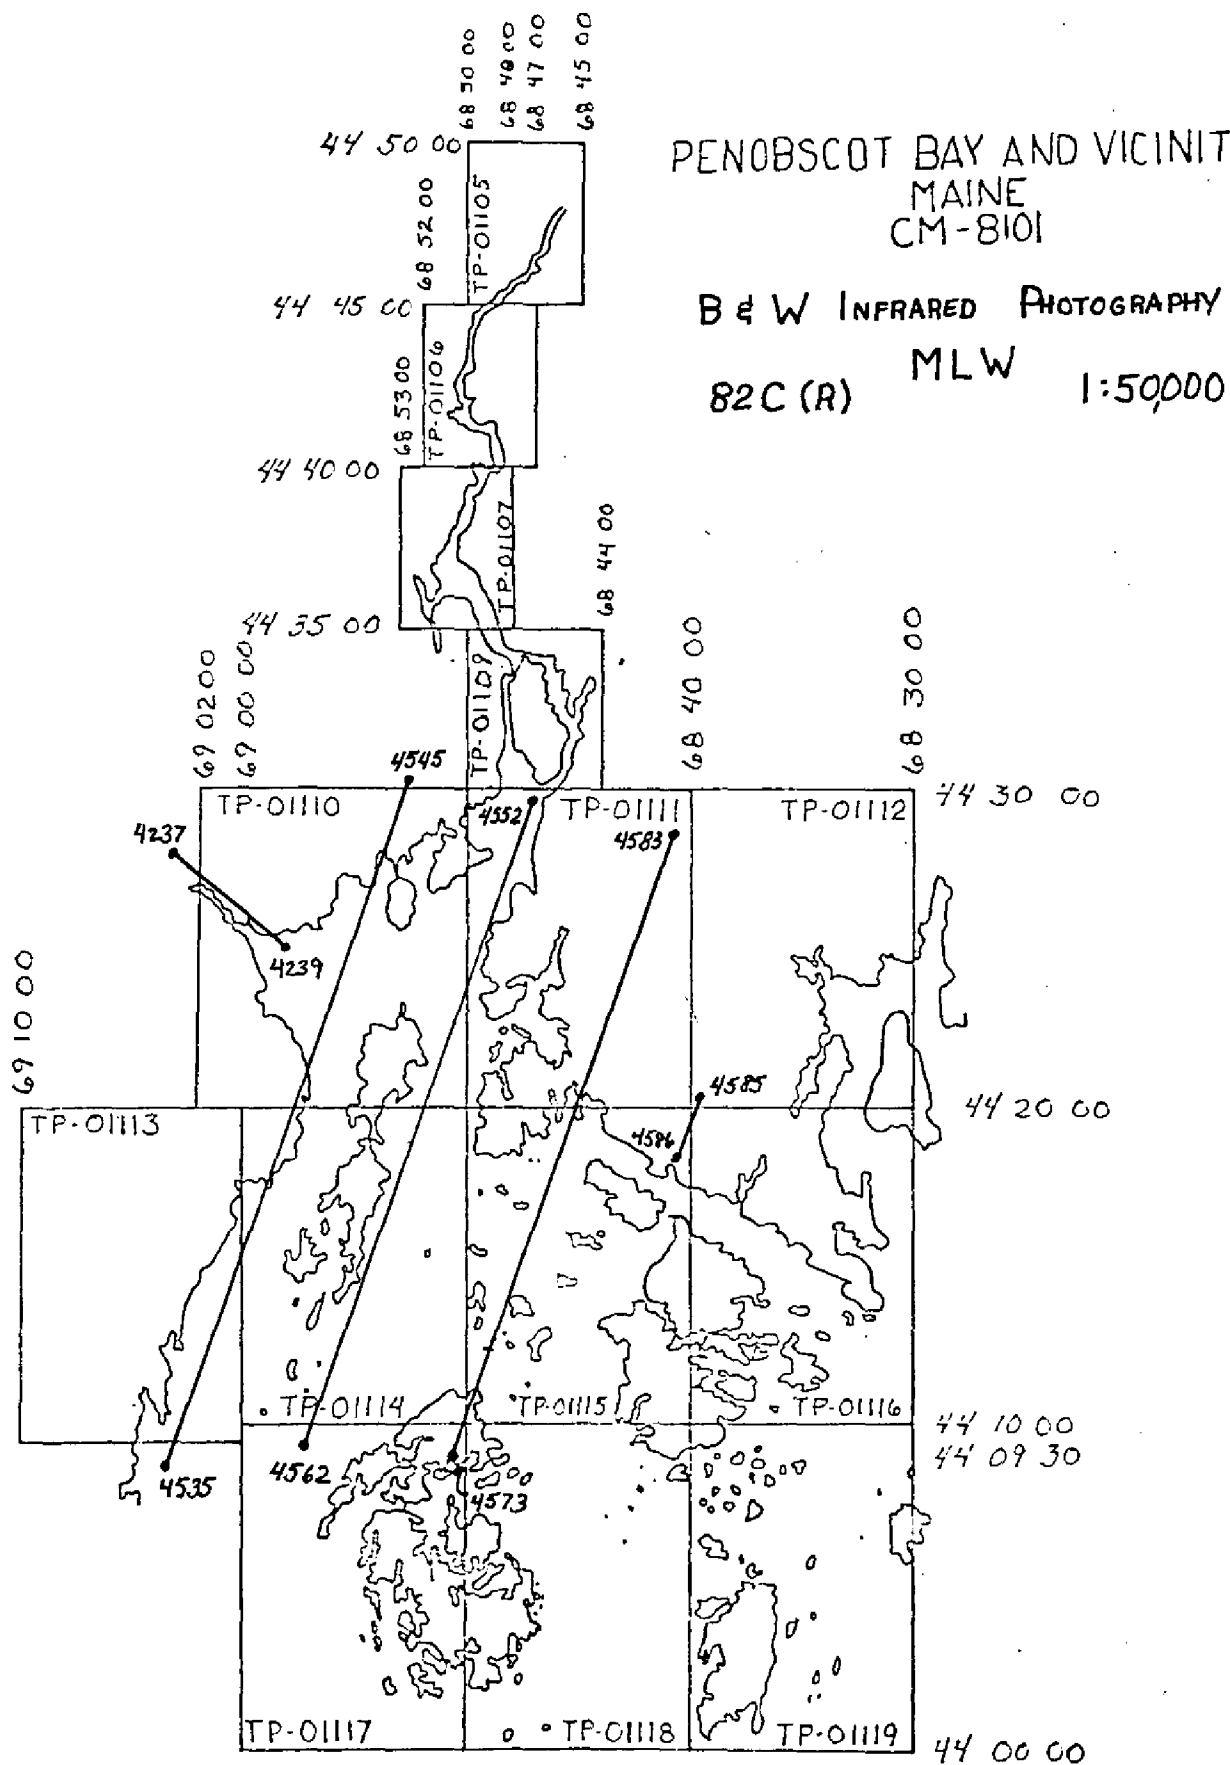 68 50 00
68 48 00
68 47 00
68 45 00
44 50 00
PENOBSCOT BAY AND VICINIT
MAINE
CM-8101
68 52 00
TP-01105
44 45 00
B & W INFRARED PHOTOGRAPHY
MLW
82C (R) 1:50,000
68 53 00
TP-01106
44 40 00
TP-01107
68 44 00
44 35 00
69 02 00
69 00 00
TP-01109
68 40 00
68 30 00
4545
TP-01110
4552
TP-01111
TP-01112
44 30 00
4237
4583
4239
69 10 00
4585
44 20 00
TP-01113
4586
TP-01114
TP-01115
TP-01116
44 10 00
44 09 30
4535
4562
4573
TP-01117
TP-01118
TP-01119
44 00 00